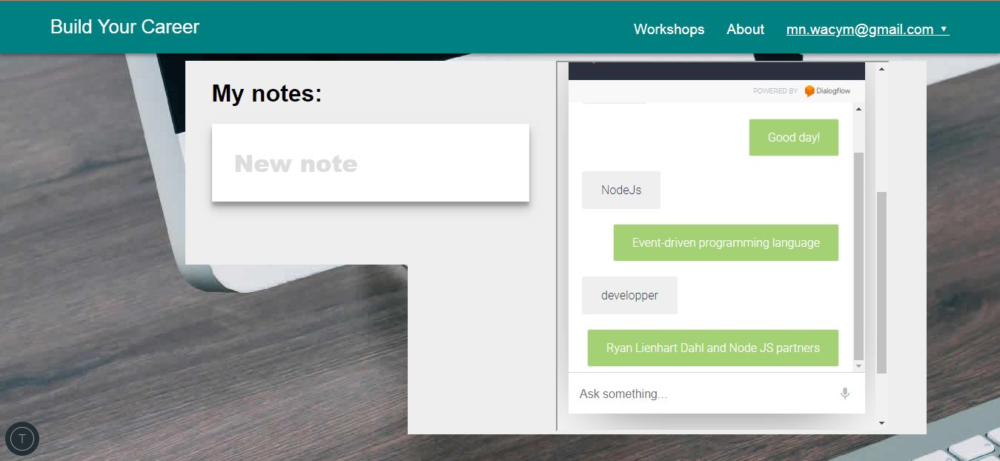 Build Your Career
Workshops
About
mn.wacym@gmail.com
My notes:
New note
POWERED BY Dialogflow
Good day!
NodeJs
Event-driven programming language
developper
Ryan Lienhart Dahl and Node JS partners
Ask something...
T